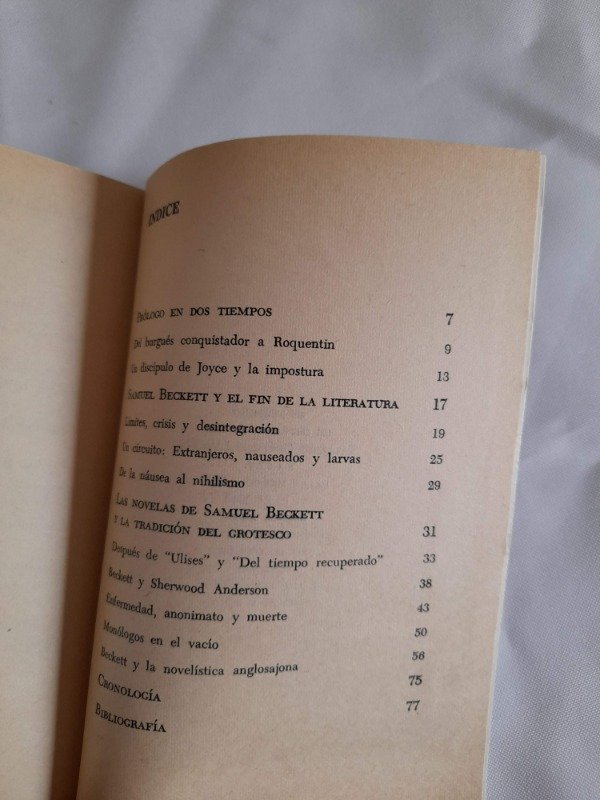 INDICE
PRÓLOGO EN DOS TIEMPOS 7
Del burgués conquistador a Roquentin 9
Un discípulo de Joyce y la impostura 13
SAMUEL BECKETT Y EL FIN DE LA LITERATURA 17
Límites, crisis y desintegración 19
Un circuito: Extranjeros, nauseados y larvas 25
De la náusea al nihilismo 29
LAS NOVELAS DE SAMUEL BECKETT
Y LA TRADICIÓN DEL GROTESCO 31
Después de "Ulises" y "Del tiempo recuperado" 33
Beckett y Sherwood Anderson 38
Enfermedad, anonimato y muerte 43
Monólogos en el vacío 50
Beckett y la novelística anglosajona 56
CRONOLOGÍA 75
BIBLIOGRAFÍA 77